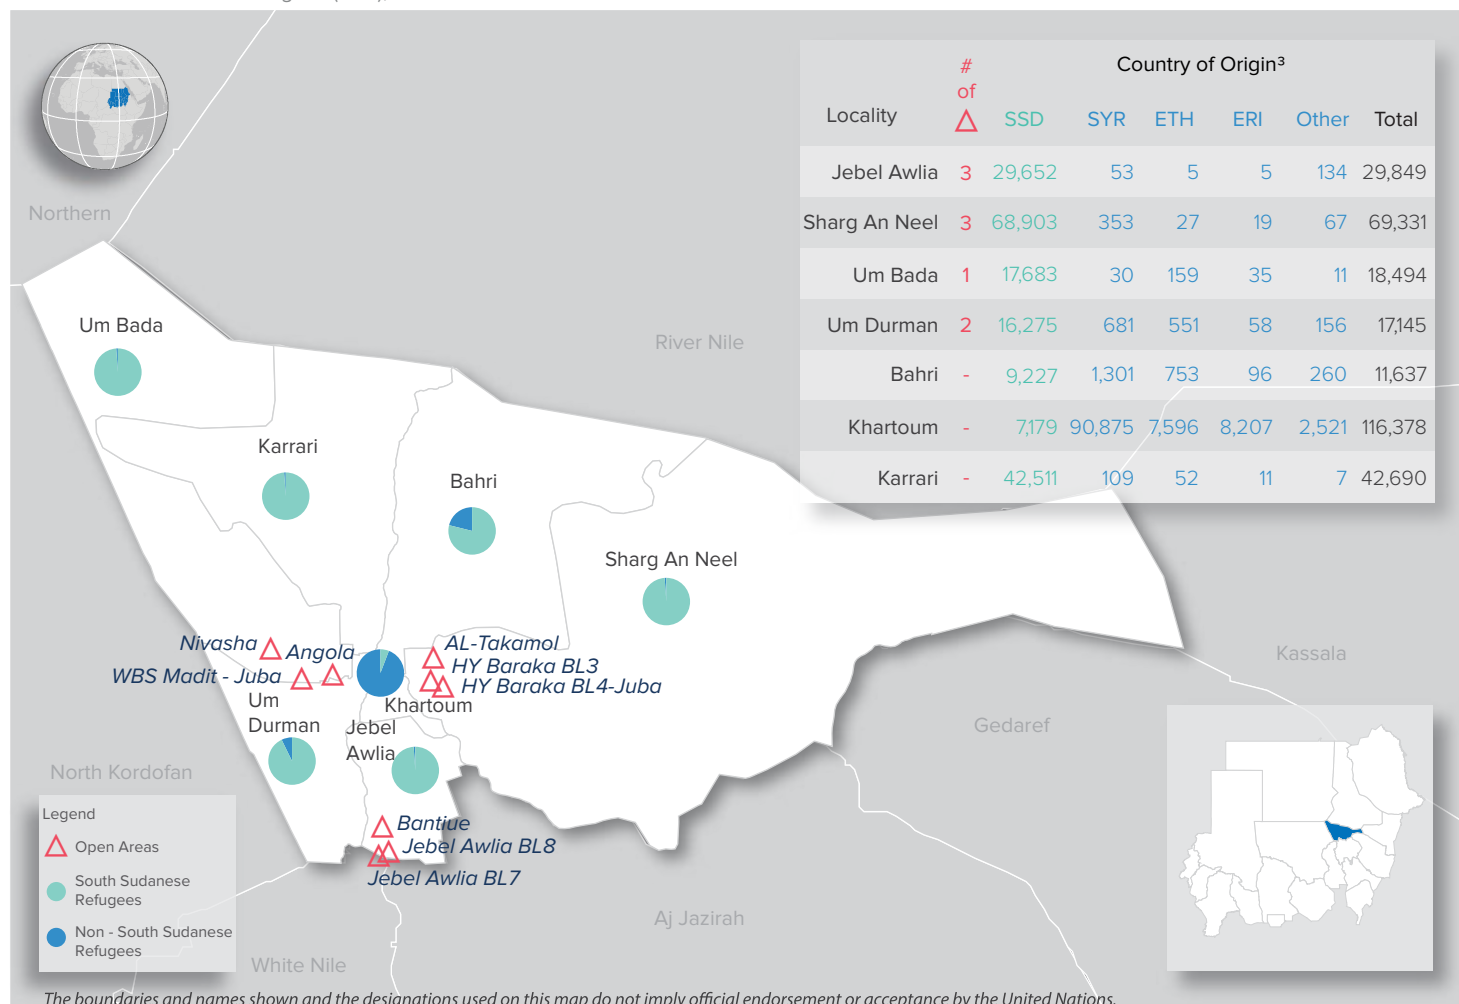 # of △
Country of Origin³
Locality SSD SYR ETH ERI Other Total
Jebel Awlia 3 29,652 53 5 5 134 29,849
Sharg An Neel 3 68,903 353 27 19 67 69,331
Um Bada 1 17,683 30 159 35 11 18,494
Um Durman 2 16,275 681 551 58 156 17,145
Bahri - 9,227 1,301 753 96 260 11,637
Khartoum - 7,179 90,875 7,596 8,207 2,521 116,378
Karrari - 42,511 109 52 11 7 42,690
Northern
River Nile
Um Bada
Karrari
Bahri
Sharg An Neel
Nivasha
Angola
WBS Madit - Juba
AL-Takamol
HY Baraka BL3
HY Baraka BL4-Juba
Um
Durman
Khartoum
Jebel
Awlia
Kassala
Gedaref
North Kordofan
Bantiue
Jebel Awlia BL8
Jebel Awlia BL7
Aj Jazirah
White Nile
Legend
Open Areas
South Sudanese
Refugees
Non - South Sudanese
Refugees
The boundaries and names shown and the designations used on this map do not imply official endorsement or acceptance by the United Nations.